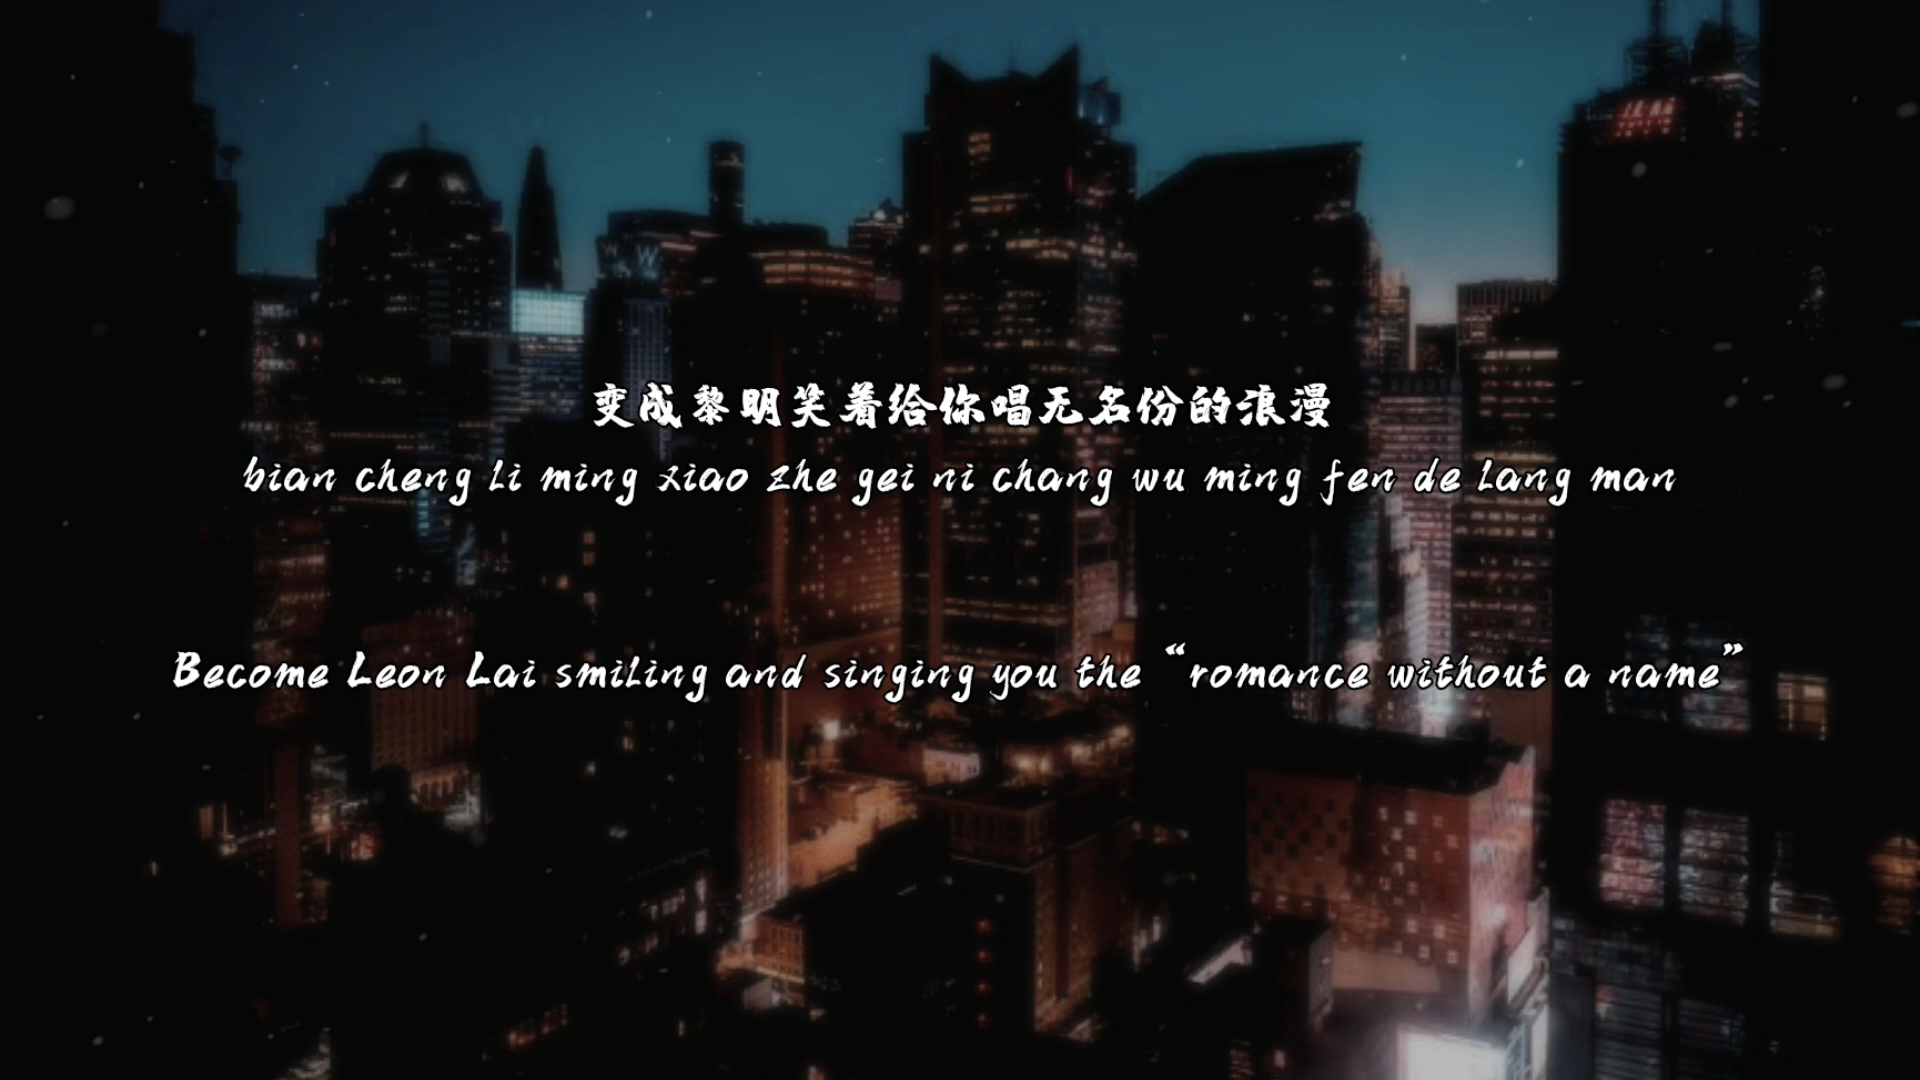 变成黎明笑着给你唱无名份的浪漫
bian cheng li ming xiao zhe gei ni chang wu ming fen de lang man
Become Leon Lai smiling and singing you the “romance without a name”